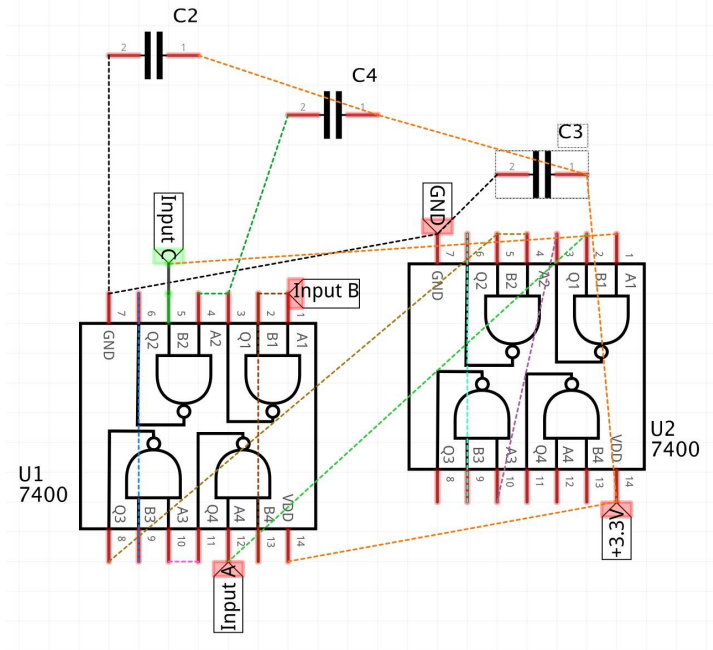 C2
2
1
C4
2
1
C3
2
1
Input C
GND
Input B
7
6
5
4
3
2
1
GND
Q2
B2
A2
Q1
B1
A1
7
6
5
4
3
2
1
GND
Q2
B2
A2
Q1
B1
A1
U1
7400
Q3
B3
A3
Q4
A4
B4
VDD
8
9
10
11
12
13
14
Input A
U2
7400
Q3
B3
A3
Q4
A4
B4
VDD
8
9
10
11
12
13
14
+3.3V